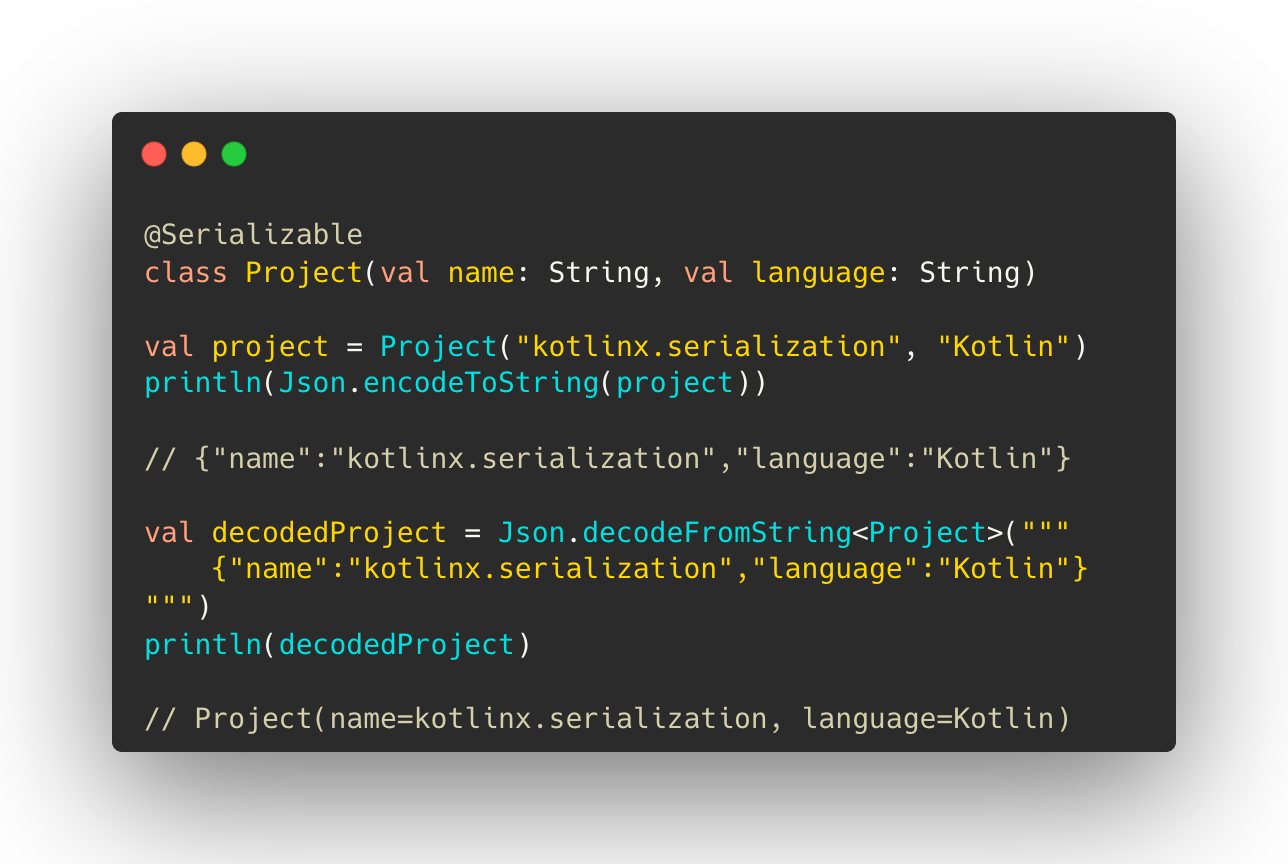 @Serializable
class Project(val name: String, val language: String)
val project = Project("kotlinx.serialization", "Kotlin")
println(Json.encodeToString(project))
// {"name":"kotlinx.serialization","language":"Kotlin"}
val decodedProject = Json.decodeFromString<Project>("""
    {"name":"kotlinx.serialization","language":"Kotlin"}
""")
println(decodedProject)
// Project(name=kotlinx.serialization, language=Kotlin)